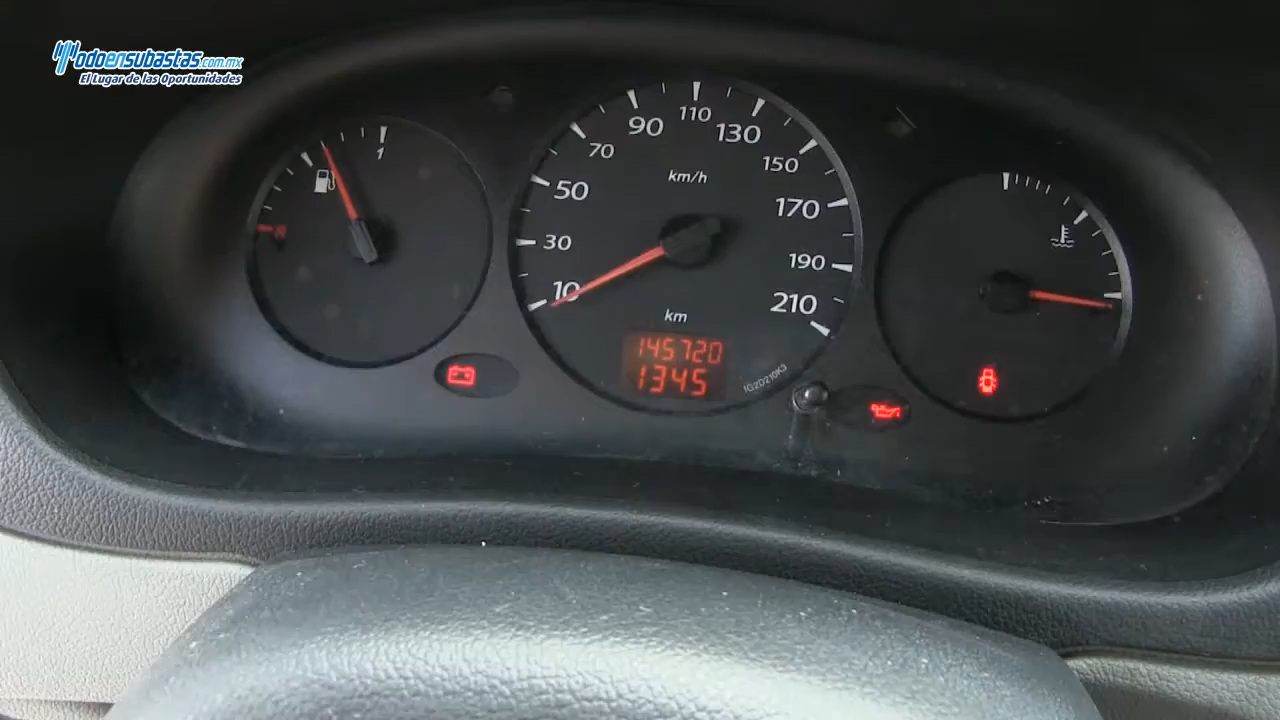 Todoensubastas.com.mx
El Lugar de las Oportunidades
1
km/h
10
30
50
70
90
110
130
150
170
190
210
km
145720
1345
1G2D210K3